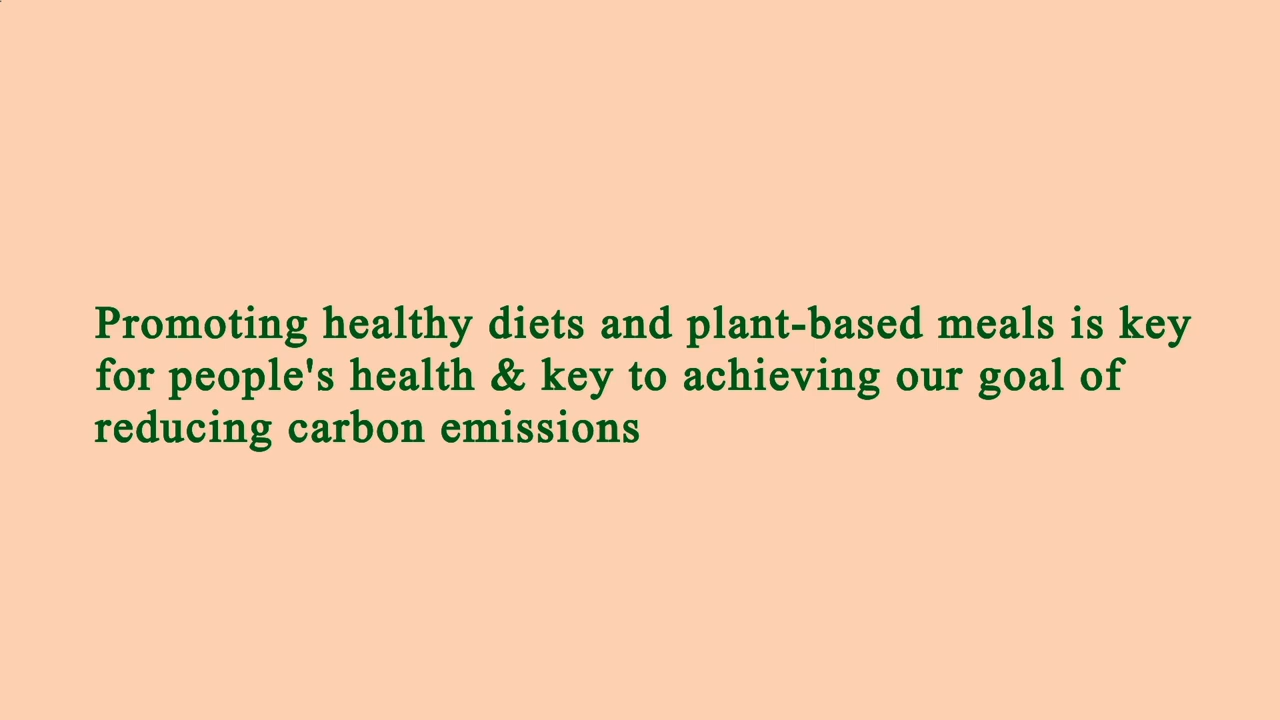 Promoting healthy diets and plant-based meals is key
for people's health & key to achieving our goal of
reducing carbon emissions